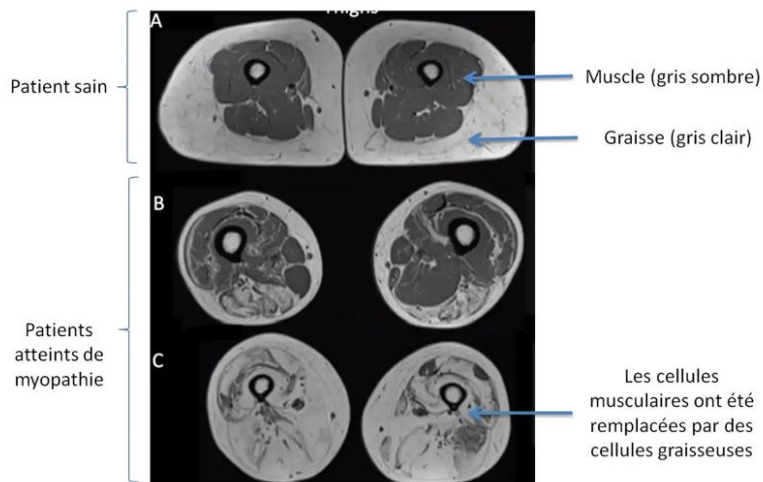 Thighs
A
Patient sain
Muscle (gris sombre)
Graisse (gris clair)
B
Patients
atteints de
myopathie
C
Les cellules
musculaires ont été
remplacées par des
cellules graisseuses